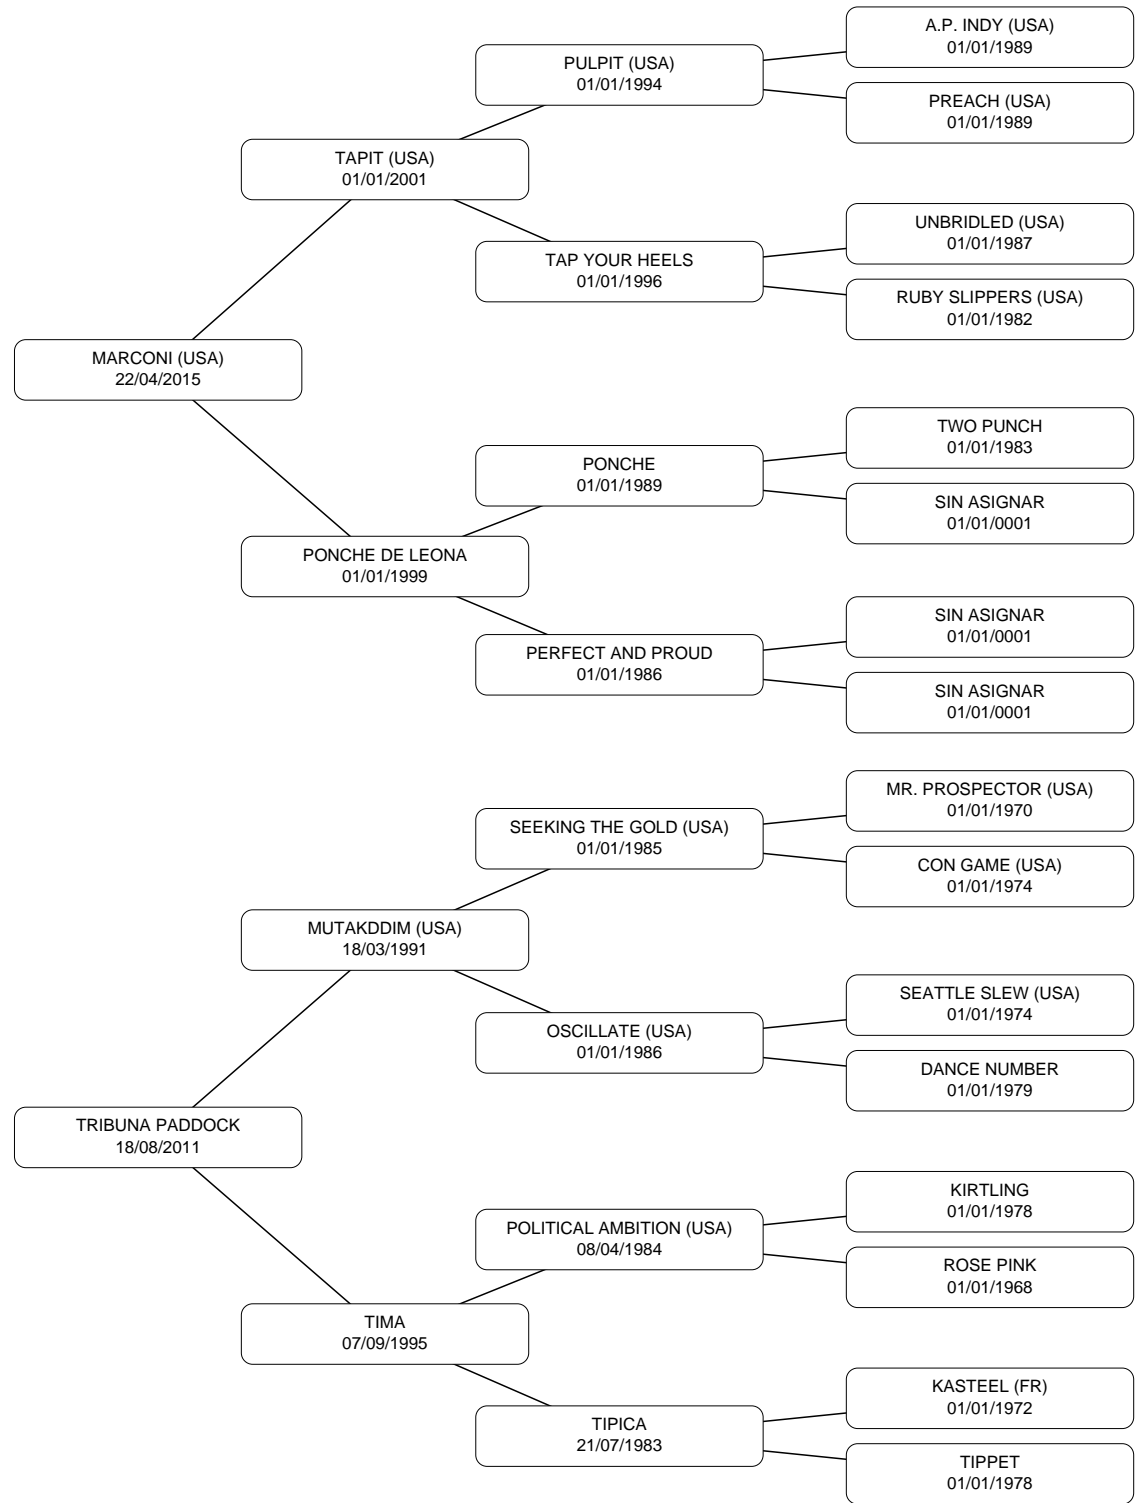 A.P. INDY (USA)
01/01/1989
PULPIT (USA)
01/01/1994
PREACH (USA)
01/01/1989
TAPIT (USA)
01/01/2001
UNBRIDLED (USA)
01/01/1987
TAP YOUR HEELS
01/01/1996
RUBY SLIPPERS (USA)
01/01/1982
MARCONI (USA)
22/04/2015
TWO PUNCH
01/01/1983
PONCHE
01/01/1989
SIN ASIGNAR
01/01/0001
PONCHE DE LEONA
01/01/1999
SIN ASIGNAR
01/01/0001
PERFECT AND PROUD
01/01/1986
SIN ASIGNAR
01/01/0001
MR. PROSPECTOR (USA)
01/01/1970
SEEKING THE GOLD (USA)
01/01/1985
CON GAME (USA)
01/01/1974
MUTAKDDIM (USA)
18/03/1991
SEATTLE SLEW (USA)
01/01/1974
OSCILLATE (USA)
01/01/1986
DANCE NUMBER
01/01/1979
TRIBUNA PADDOCK
18/08/2011
KIRTLING
01/01/1978
POLITICAL AMBITION (USA)
08/04/1984
ROSE PINK
01/01/1968
TIMA
07/09/1995
KASTEEL (FR)
01/01/1972
TIPICA
21/07/1983
TIPPET
01/01/1978